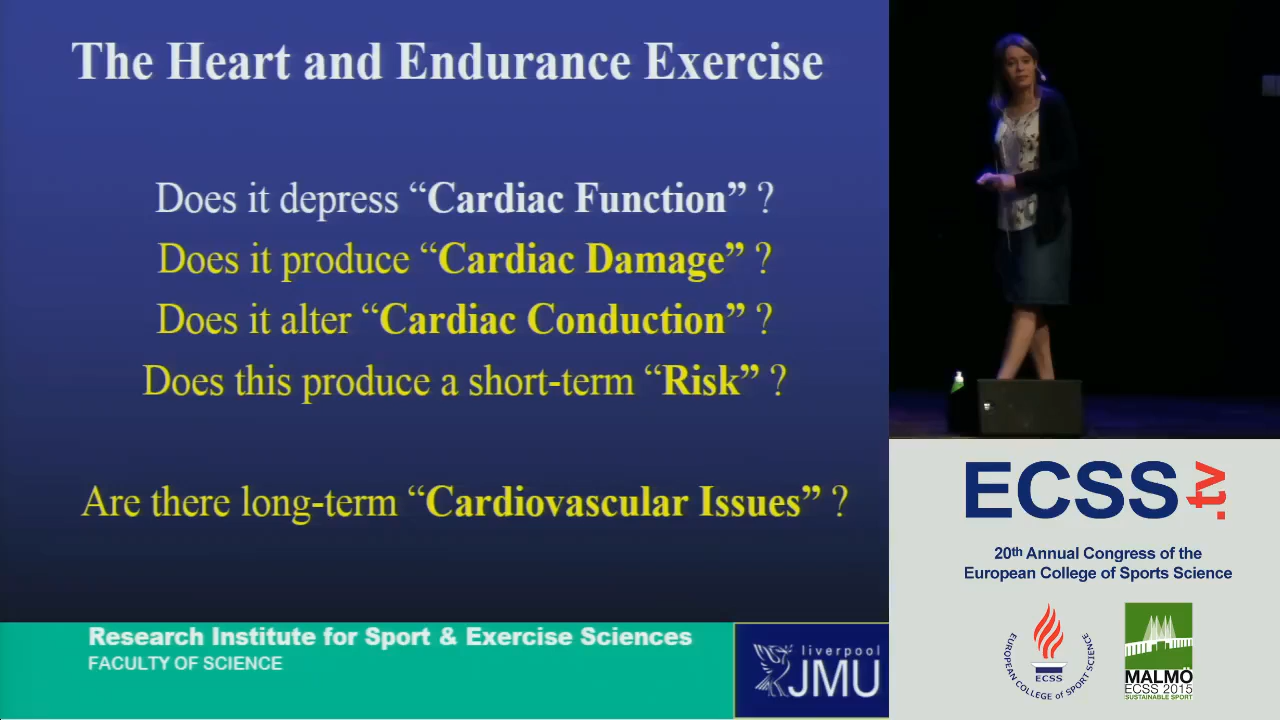 The Heart and Endurance Exercise
Does it depress “Cardiac Function” ?
Does it produce “Cardiac Damage” ?
Does it alter “Cardiac Conduction” ?
Does this produce a short-term “Risk” ?
Are there long-term “Cardiovascular Issues” ?
Research Institute for Sport & Exercise Sciences
FACULTY OF SCIENCE
liverpool
JMU
ECSS.tv
20th Annual Congress of the
European College of Sports Science
EUROPEAN COLLEGE OF SPORT SCIENCE
ECSS
MALMÖ
ECSS 2015
SUSTAINABLE SPORT